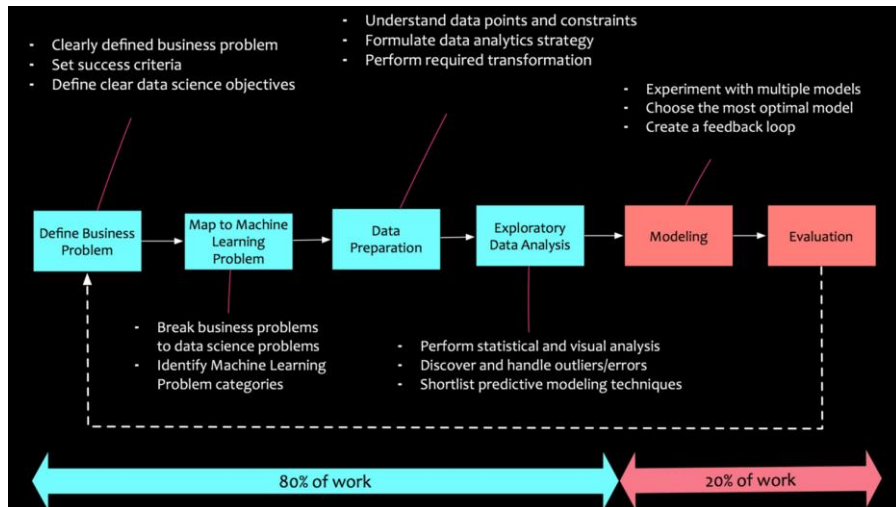 - Understand data points and constraints
- Formulate data analytics strategy
- Perform required transformation
- Clearly defined business problem
- Set success criteria
- Define clear data science objectives
- Experiment with multiple models
- Choose the most optimal model
- Create a feedback loop
Define Business
Problem
Map to Machine
Learning
Problem
Data
Preparation
Exploratory
Data Analysis
Modeling
Evaluation
- Break business problems
to data science problems
- Identify Machine Learning
Problem categories
- Perform statistical and visual analysis
- Discover and handle outliers/errors
- Shortlist predictive modeling techniques
80% of work
20% of work